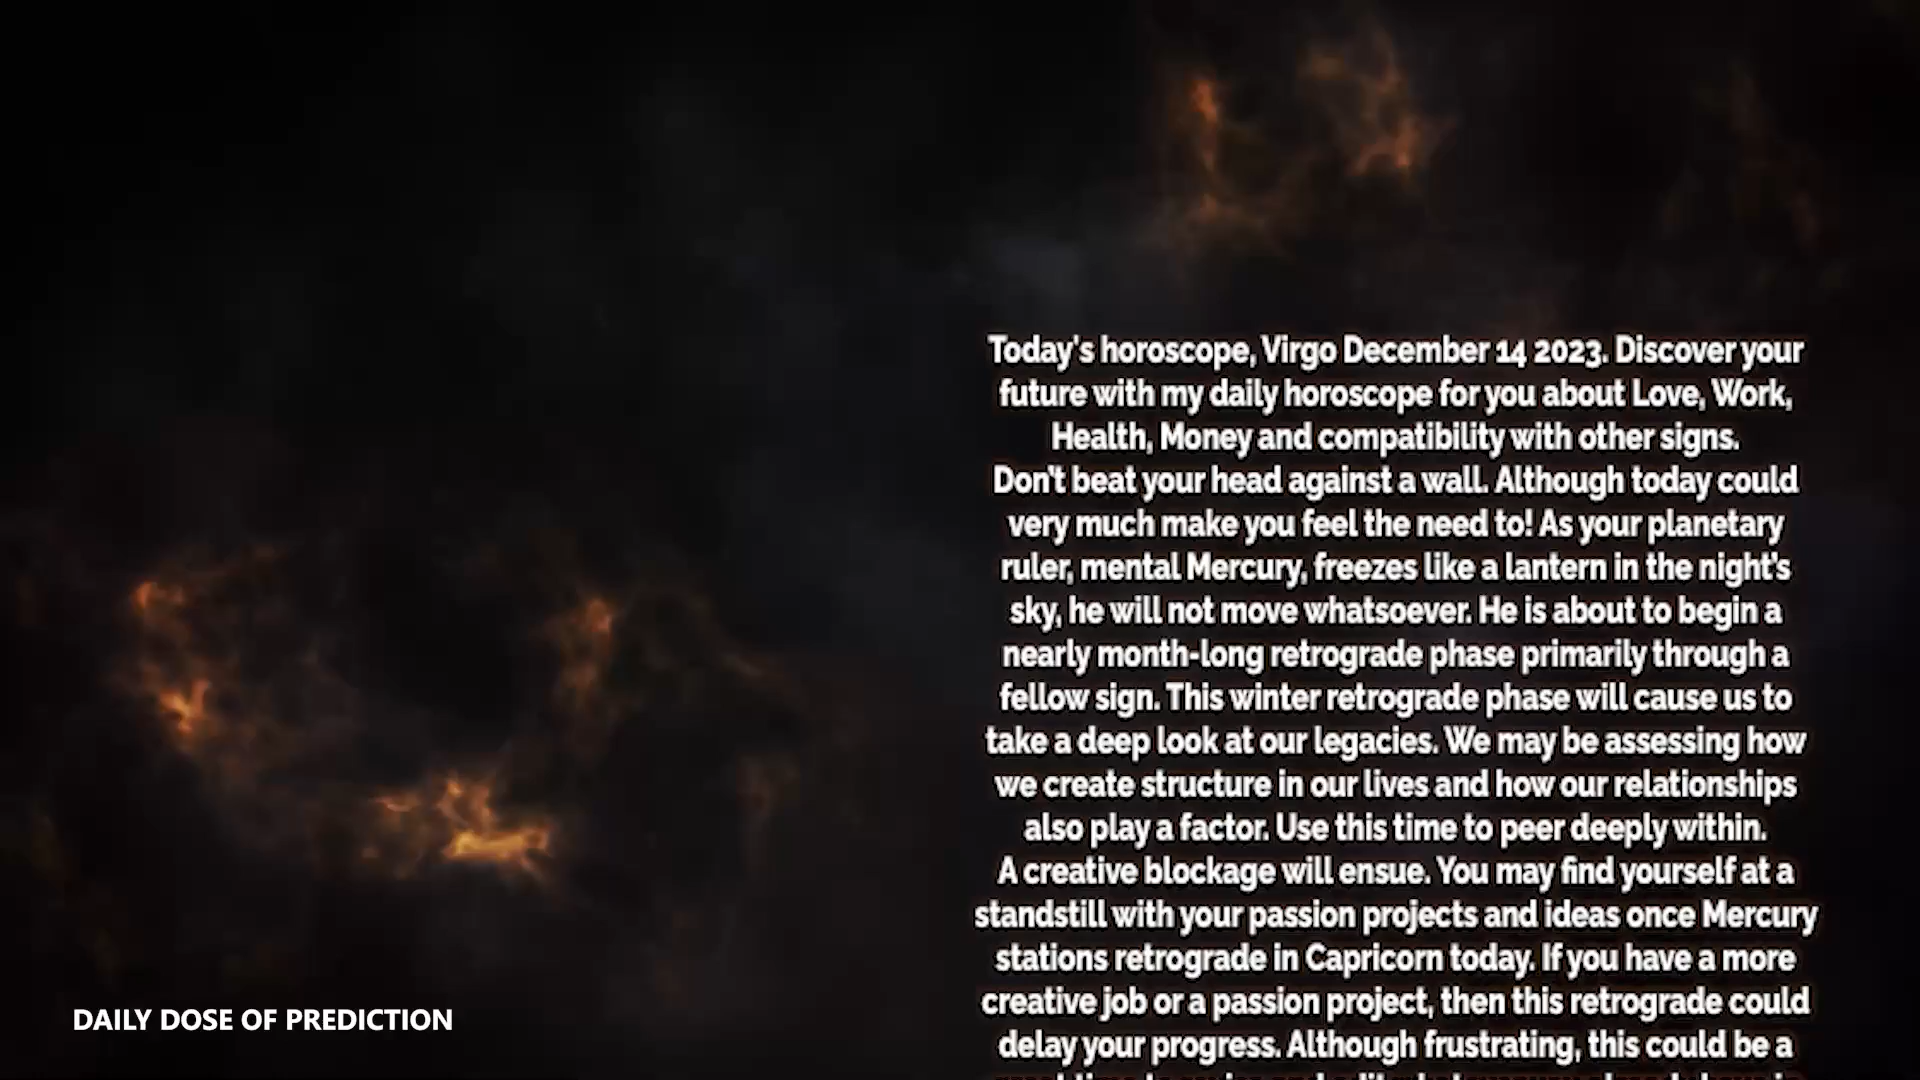 Today's horoscope, Virgo December 14 2023. Discover your
future with my daily horoscope for you about Love, Work,
Health, Money and compatibility with other signs.
Don't beat your head against a wall. Although today could
very much make you feel the need to! As your planetary
ruler, mental Mercury, freezes like a lantern in the night's
sky, he will not move whatsoever. He is about to begin a
nearly month-long retrograde phase primarily through a
fellow sign. This winter retrograde phase will cause us to
take a deep look at our legacies. We may be assessing how
we create structure in our lives and how our relationships
also play a factor. Use this time to peer deeply within.
A creative blockage will ensue. You may find yourself at a
standstill with your passion projects and ideas once Mercury
stations retrograde in Capricorn today. If you have a more
creative job or a passion project, then this retrograde could
delay your progress. Although frustrating, this could be a
DAILY DOSE OF PREDICTION